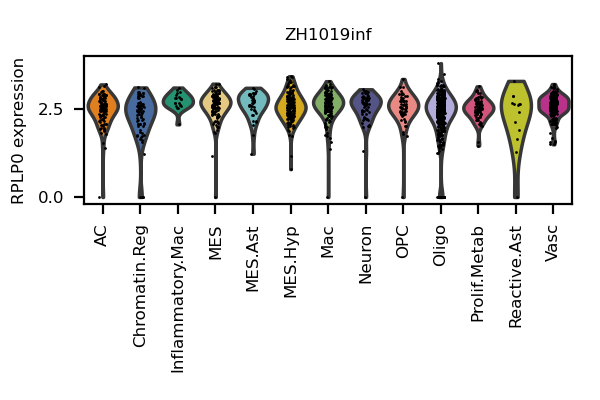 ZH1019inf
RPLP0 expression
2.5
0.0
AC
Chromatin.Reg
Inflammatory.Mac
MES
MES.Ast
MES.Hyp
Mac
Neuron
OPC
Oligo
Prolif.Metab
Reactive.Ast
Vasc